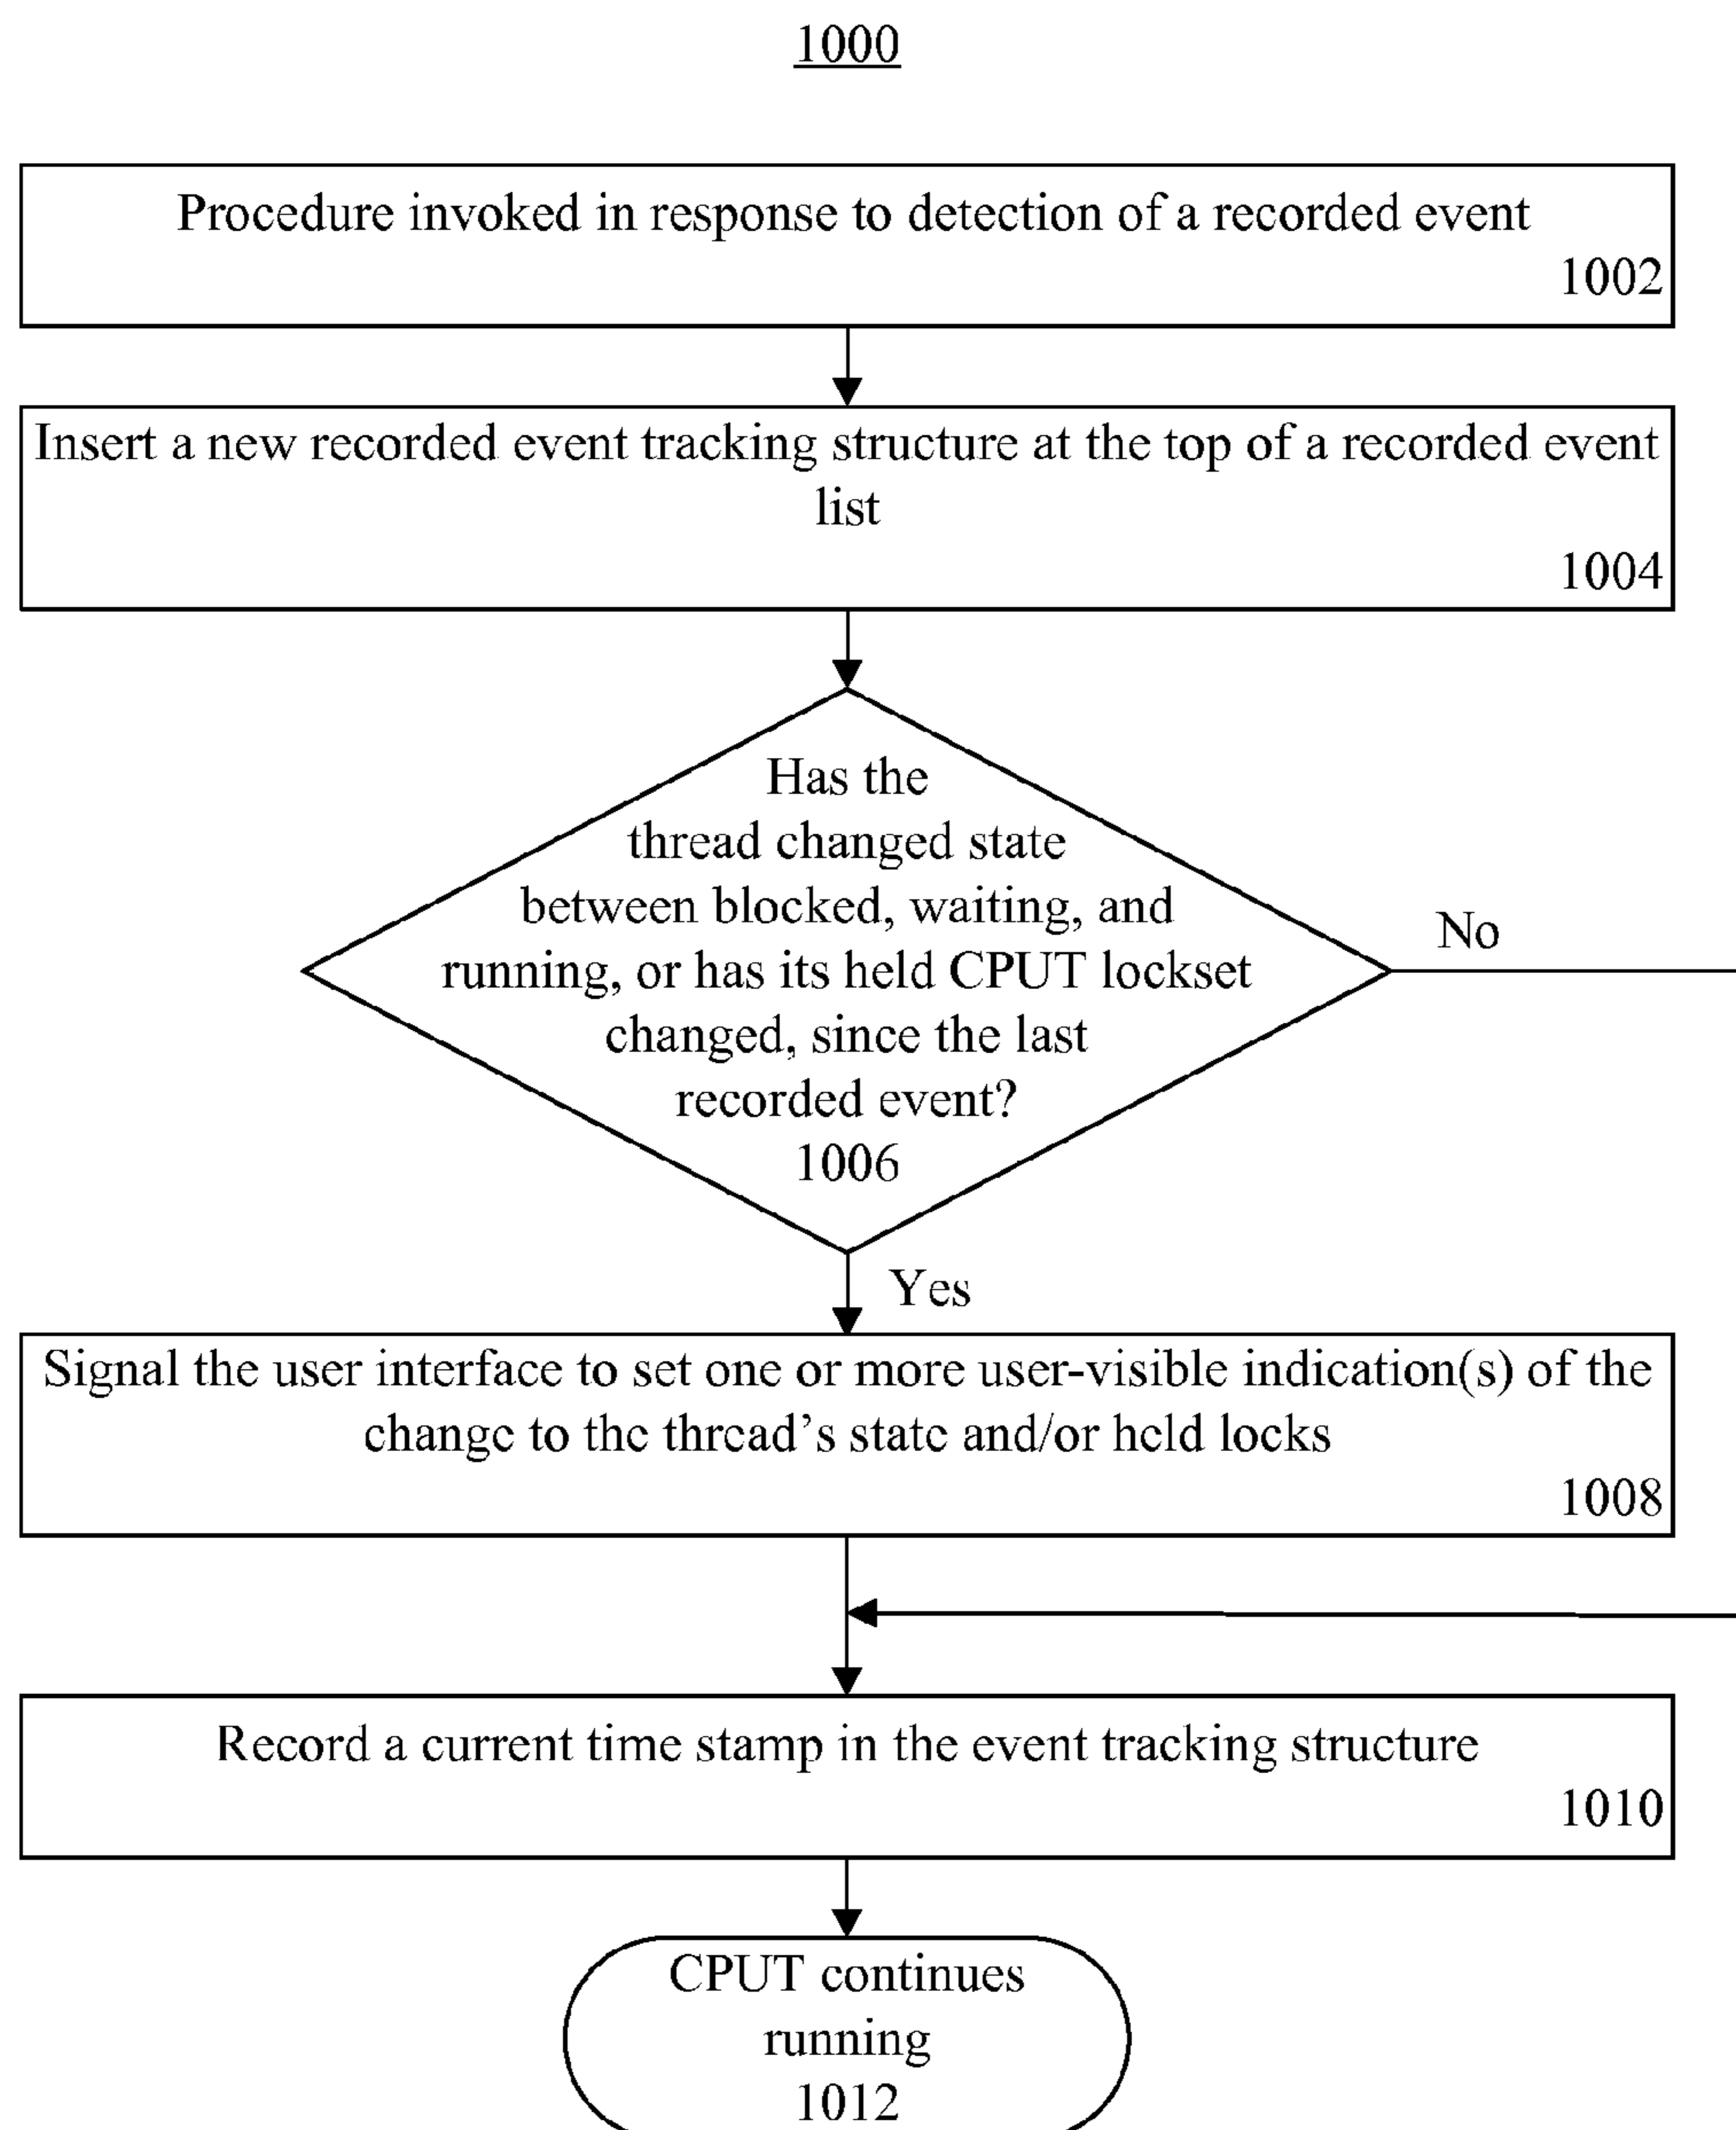 1000
Procedure invoked in response to detection of a recorded event
1002
Insert a new recorded event tracking structure at the top of a recorded event
list
1004
Has the
thread changed state
between blocked, waiting, and
running, or has its held CPUT lockset
changed, since the last
recorded event?
1006
No
Yes
Signal the user interface to set one or more user-visible indication(s) of the
change to the thread's state and/or held locks
1008
Record a current time stamp in the event tracking structure
1010
CPUT continues
running
1012